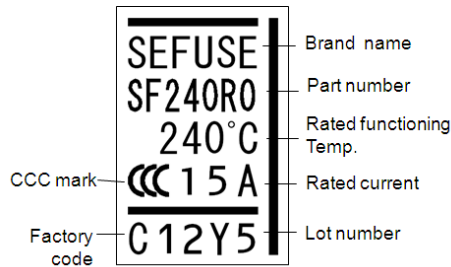 SEFUSE
Brand name
SF240R0
Part number
240°C
Rated functioning
Temp.
CCC mark
CCC 15A
Rated current
Factory
code
C12Y5
Lot number